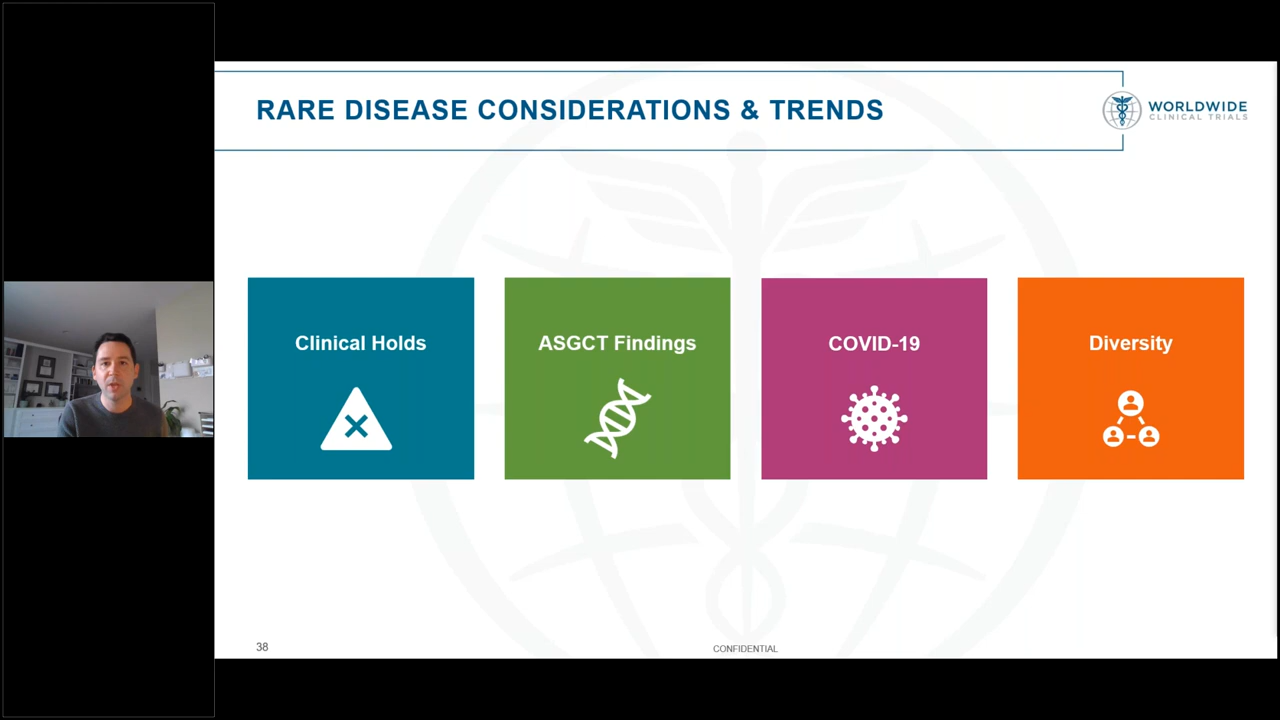 RARE DISEASE CONSIDERATIONS & TRENDS
WORLDWIDE
CLINICAL TRIALS
Clinical Holds
ASGCT Findings
COVID-19
Diversity
38
CONFIDENTIAL